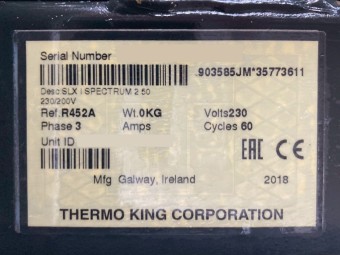 Serial Number
.903585JM*35773611
Desc SLX i SPECTRUM 2 50
230/200V
Ref.R452A Wt.0KG Volts230
Phase 3 Amps Cycles 60
Unit ID
EAC CE
Mfg Galway, Ireland 2018
THERMO KING CORPORATION